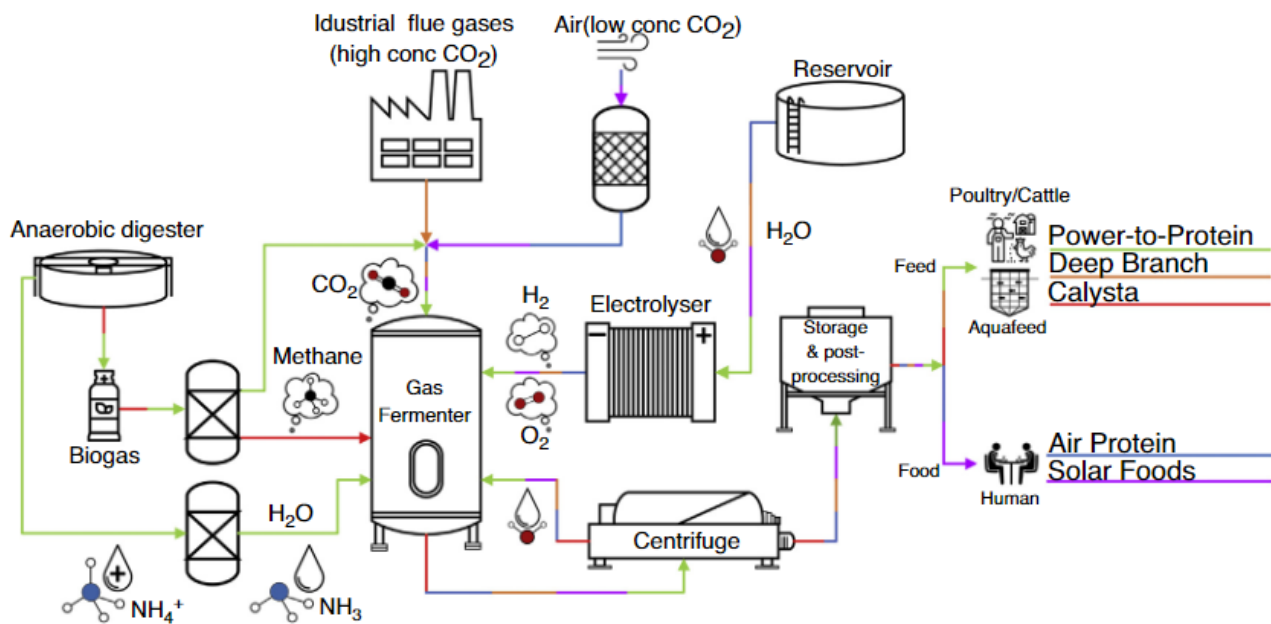 Idustrial flue gases
(high conc CO₂)
Air(low conc CO₂)
Reservoir
Anaerobic digester
CO₂
H₂
Electrolyser
H₂O
Poultry/Cattle
Feed
Power-to-Protein
Deep Branch
Calysta
Aquafeed
Storage
& post-
processing
Methane
Gas
Fermenter
O₂
Biogas
H₂O
Centrifuge
Food
Human
Air Protein
Solar Foods
NH₄⁺
NH₃